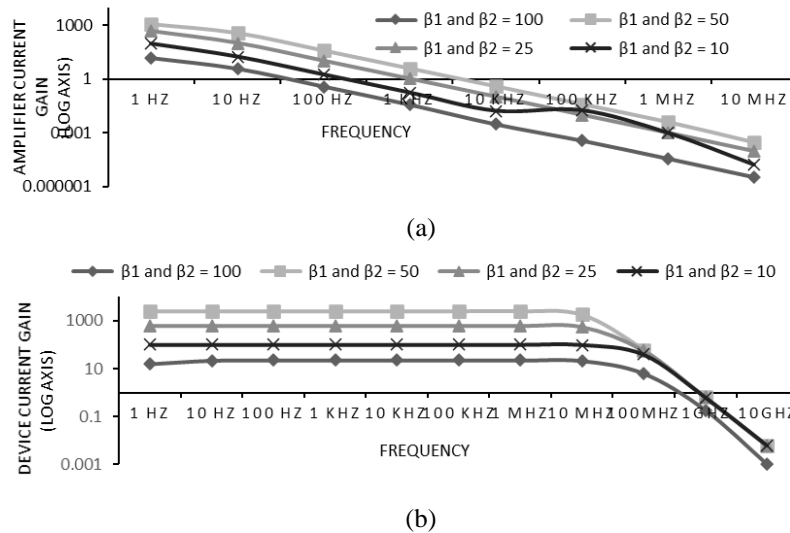 1000
1
0.001
0.000001
AMPLIFIER CURRENT
GAIN
(LOG AXIS)
β1 and β2 = 100
β1 and β2 = 50
β1 and β2 = 25
β1 and β2 = 10
1 HZ
10 HZ
100 HZ
1 KHZ
10 KHZ
100 KHZ
1 MHZ
10 MHZ
FREQUENCY
(a)
β1 and β2 = 100
β1 and β2 = 50
β1 and β2 = 25
β1 and β2 = 10
1000
10
0.1
0.001
DEVICE CURRENT GAIN
(LOG AXIS)
1 HZ
10 HZ
100 HZ
1 KHZ
10 KHZ
100 KHZ
1 MHZ
10 MHZ
100MHZ
1GHZ
10GHZ
FREQUENCY
(b)